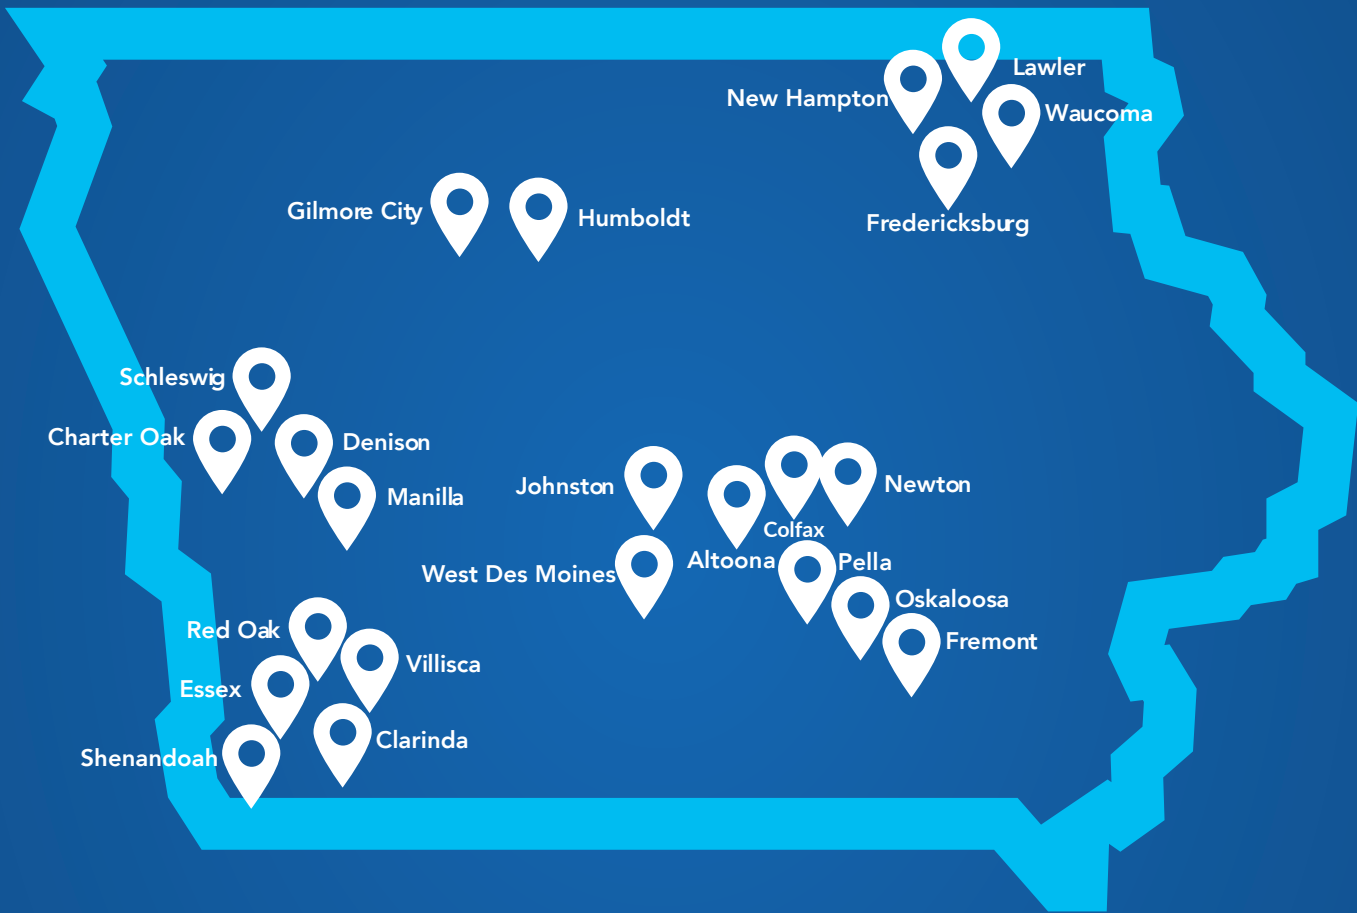 Lawler
New Hampton
Waucoma
Gilmore City
Humboldt
Fredericksburg
Schleswig
Charter Oak
Denison
Manilla
Johnston
Newton
Colfax
Altoona
Pella
West Des Moines
Oskaloosa
Red Oak
Fremont
Villisca
Essex
Clarinda
Shenandoah